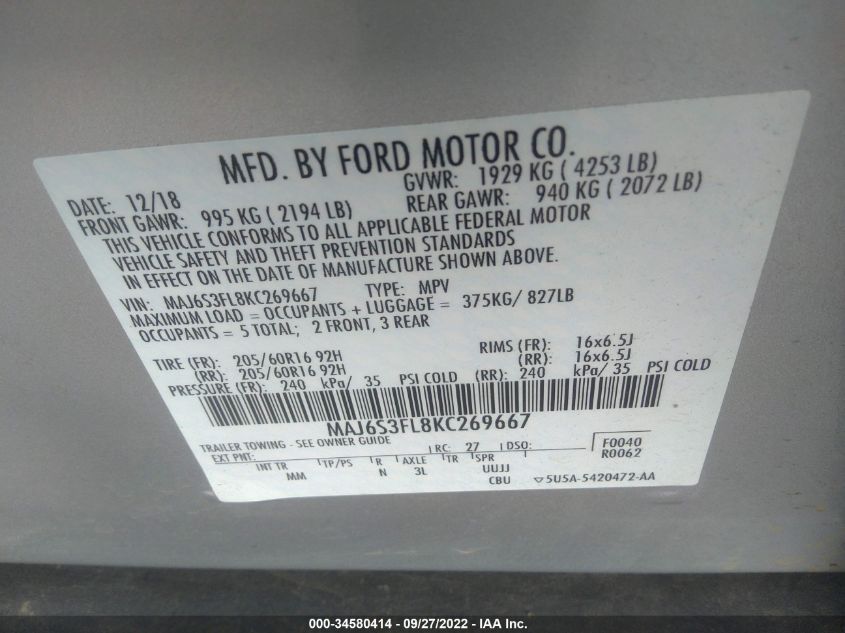 MFD. BY FORD MOTOR CO.
DATE: 12/18 GVWR: 1929 KG ( 4253 LB)
FRONT GAWR: 995 KG ( 2194 LB) REAR GAWR: 940 KG ( 2072 LB)
THIS VEHICLE CONFORMS TO ALL APPLICABLE FEDERAL MOTOR
VEHICLE SAFETY AND THEFT PREVENTION STANDARDS
IN EFFECT ON THE DATE OF MANUFACTURE SHOWN ABOVE.
VIN: MAJ6S3FL8KC269667 TYPE: MPV
MAXIMUM LOAD = OCCUPANTS + LUGGAGE = 375KG/ 827LB
OCCUPANTS = 5 TOTAL; 2 FRONT, 3 REAR
TIRE (FR): 205/60R16 92H RIMS (FR): 16x6.5J
(RR): 205/60R16 92H (RR): 16x6.5J
PRESSURE (FR): 240 kPa/ 35 PSI COLD (RR): 240 kPa/ 35 PSI COLD
MAJ6S3FL8KC269667
TRAILER TOWING - SEE OWNER GUIDE
EXT PNT: RC: 27 DSO: F0040
R0062
INT TR TP/PS R AXLE TR SPR
MM N 3L UUJJ
CBU 5U5A-5420472-AA
000-34580414 - 09/27/2022 - IAA Inc.